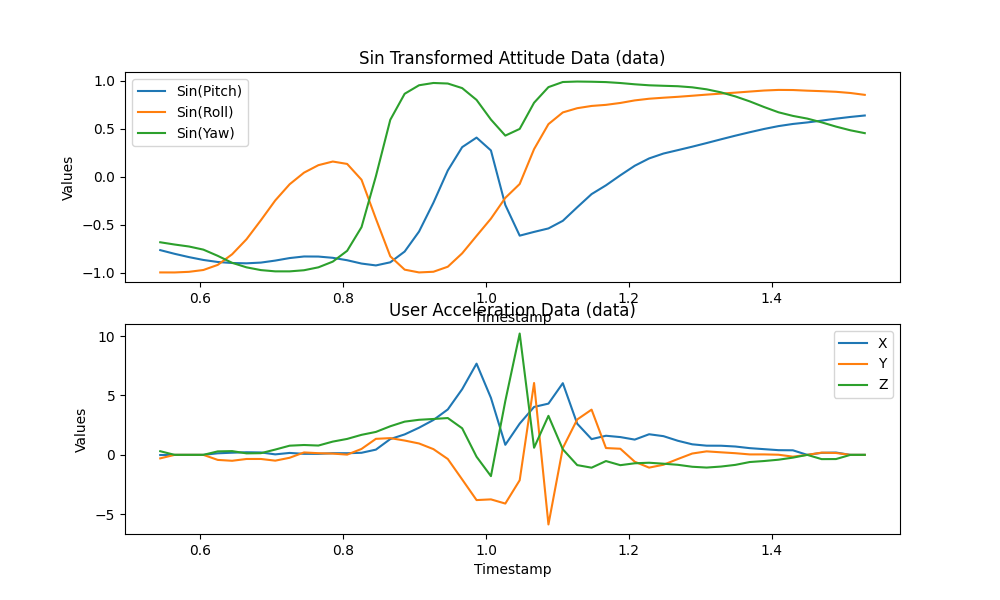 Sin Transformed Attitude Data (data)
1.0
0.5
0.0
−0.5
−1.0
Values
Sin(Pitch)
Sin(Roll)
Sin(Yaw)
0.6 0.8 1.0 1.2 1.4
Timestamp
User Acceleration Data (data)
10
5
0
−5
Values
X
Y
Z
0.6 0.8 1.0 1.2 1.4
Timestamp